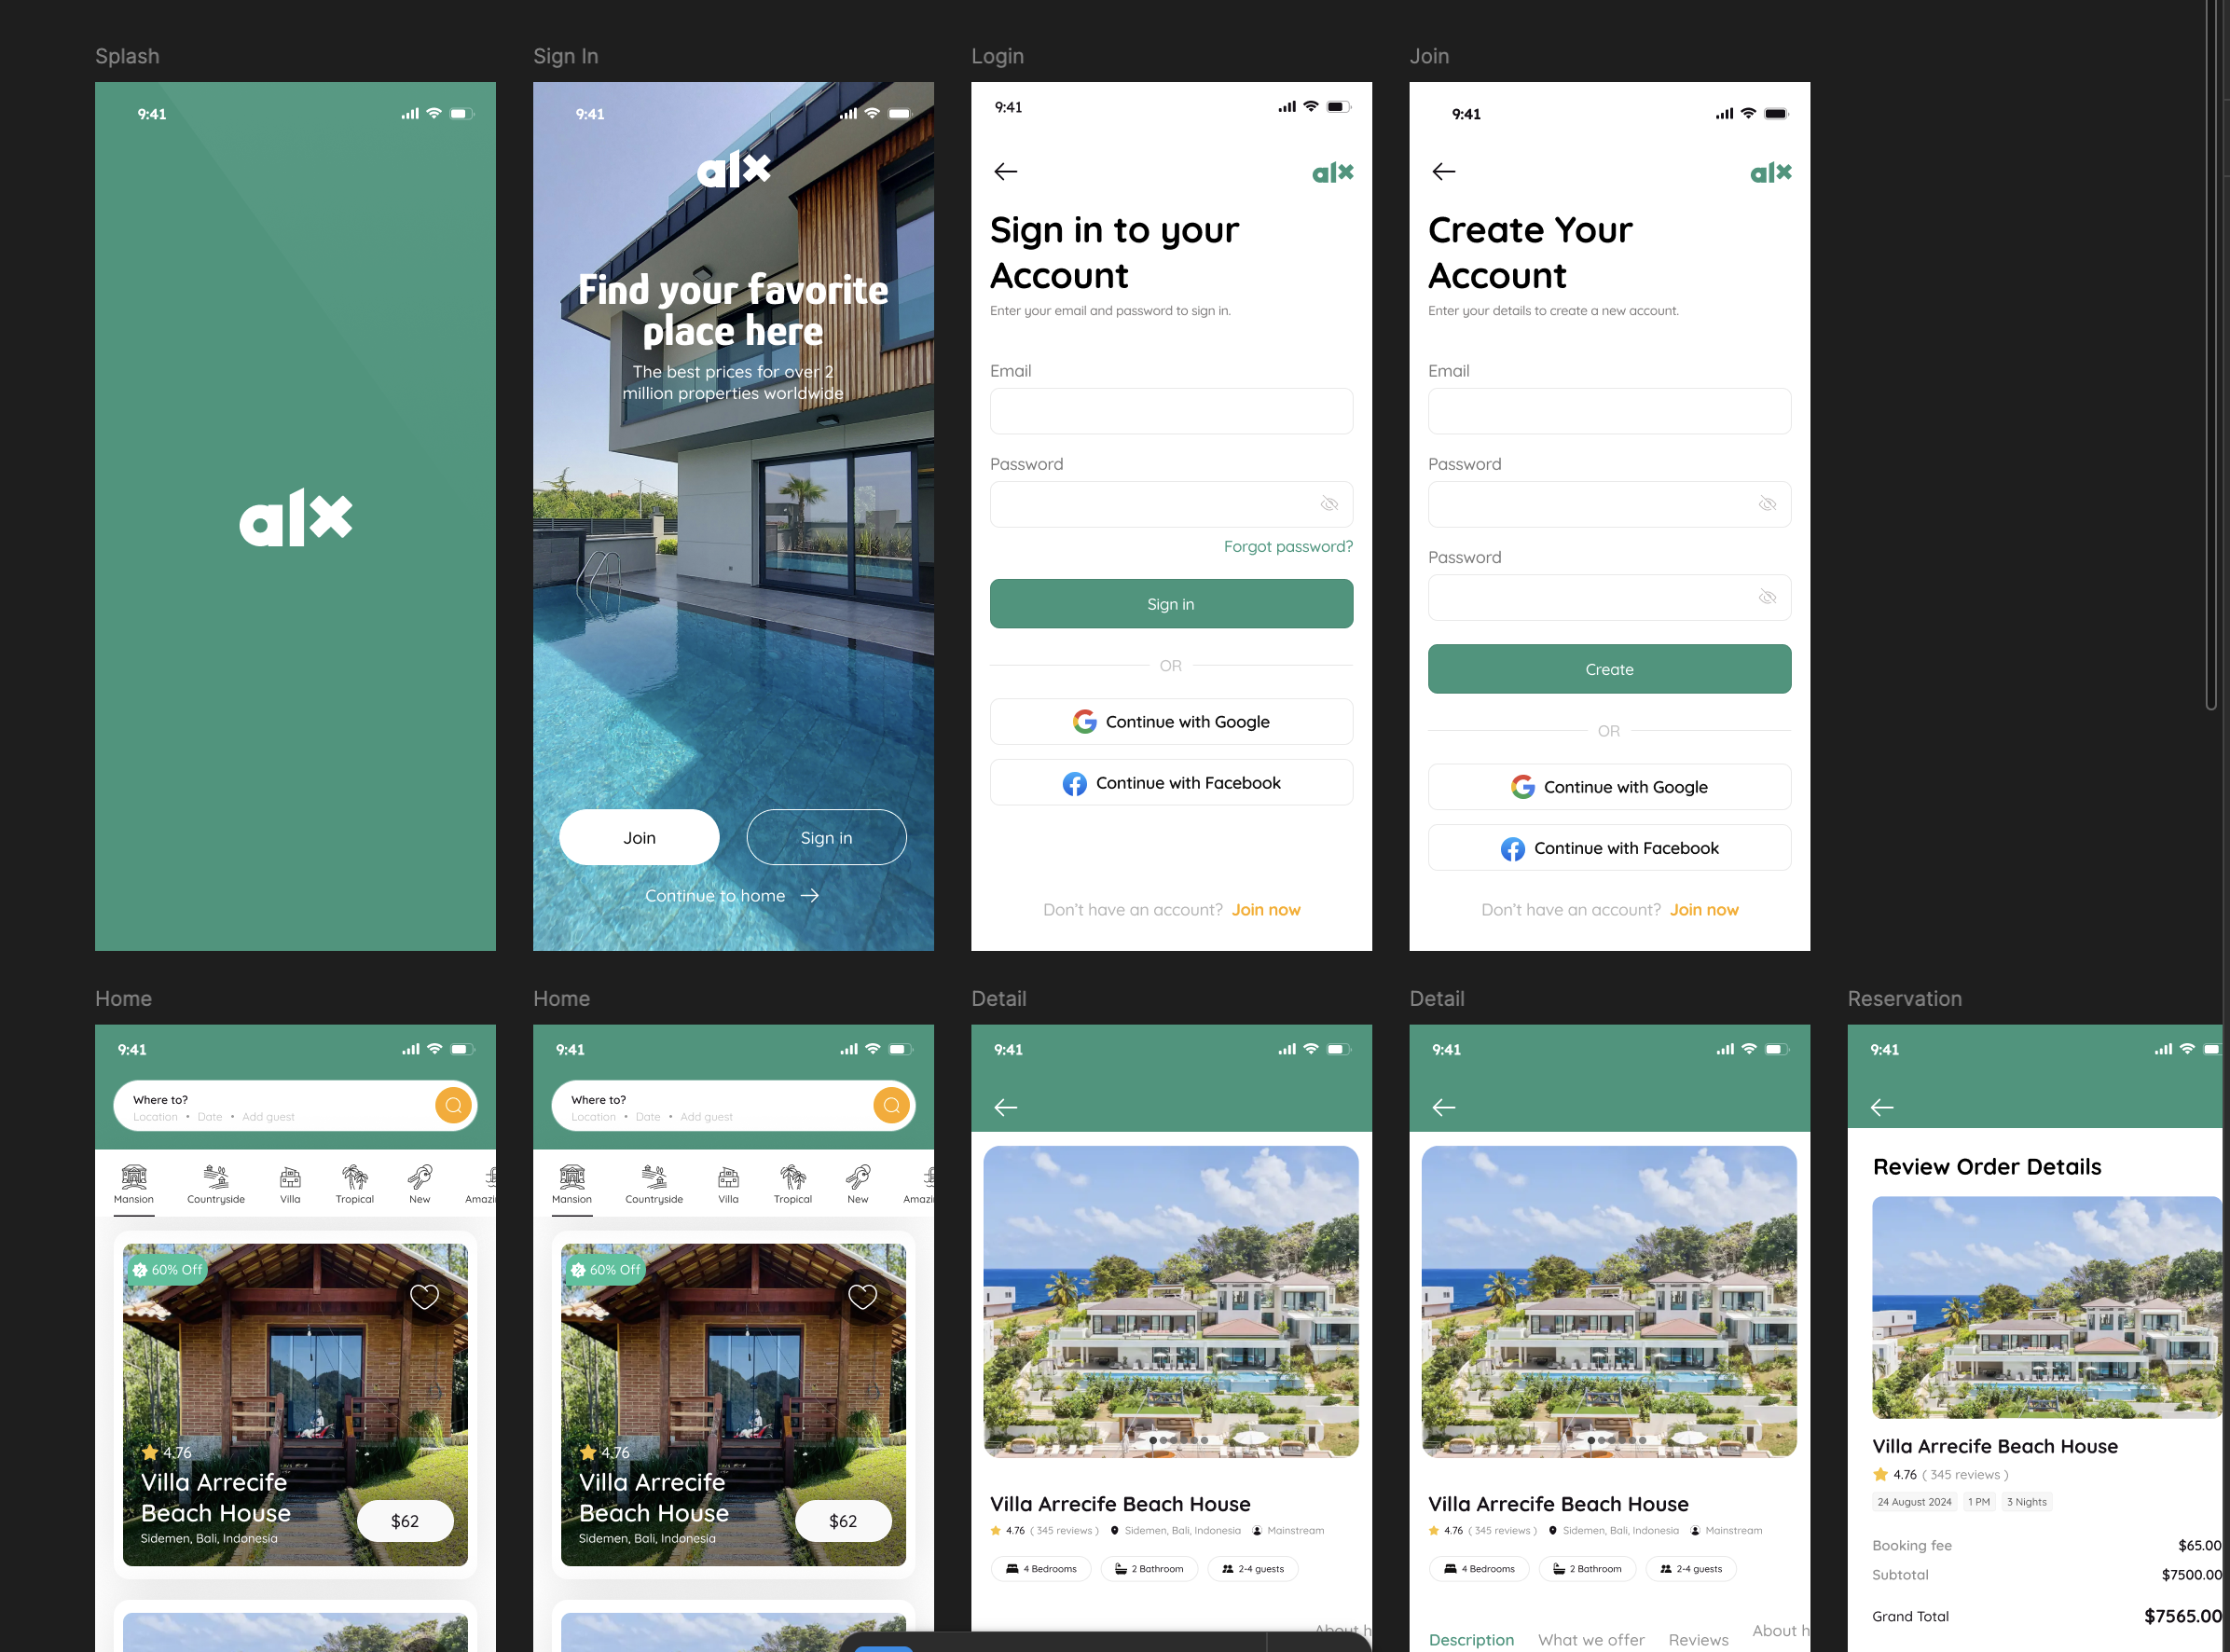 Splash
9:41
alx
Sign In
9:41
alx
Find your favorite
place here
The best prices for over 2
million properties worldwide
Join
Sign in
Continue to home
Login
9:41
alx
Sign in to your
Account
Enter your email and password to sign in.
Email
Password
Forgot password?
Sign in
OR
Continue with Google
Continue with Facebook
Don't have an account? Join now
Join
9:41
alx
Create Your
Account
Enter your details to create a new account.
Email
Password
Password
Create
OR
Continue with Google
Continue with Facebook
Don't have an account? Join now
Home
9:41
Where to?
Location • Date • Add guest
Mansion Countryside Villa Tropical New Amazi
60% Off
4.76
Villa Arrecife
Beach House
$62
Sidemen, Bali, Indonesia
Home
9:41
Where to?
Location • Date • Add guest
Mansion Countryside Villa Tropical New Amazi
60% Off
4.76
Villa Arrecife
Beach House
$62
Sidemen, Bali, Indonesia
Detail
9:41
Villa Arrecife Beach House
4.76 ( 345 reviews ) Sidemen, Bali, Indonesia Mainstream
4 Bedrooms 2 Bathroom 2-4 guests
About h
Detail
9:41
Villa Arrecife Beach House
4.76 ( 345 reviews ) Sidemen, Bali, Indonesia Mainstream
4 Bedrooms 2 Bathroom 2-4 guests
Description What we offer Reviews About h
Reservation
9:41
Review Order Details
Villa Arrecife Beach House
4.76 ( 345 reviews )
24 August 2024 1 PM 3 Nights
Booking fee $65.00
Subtotal $7500.00
Grand Total $7565.00